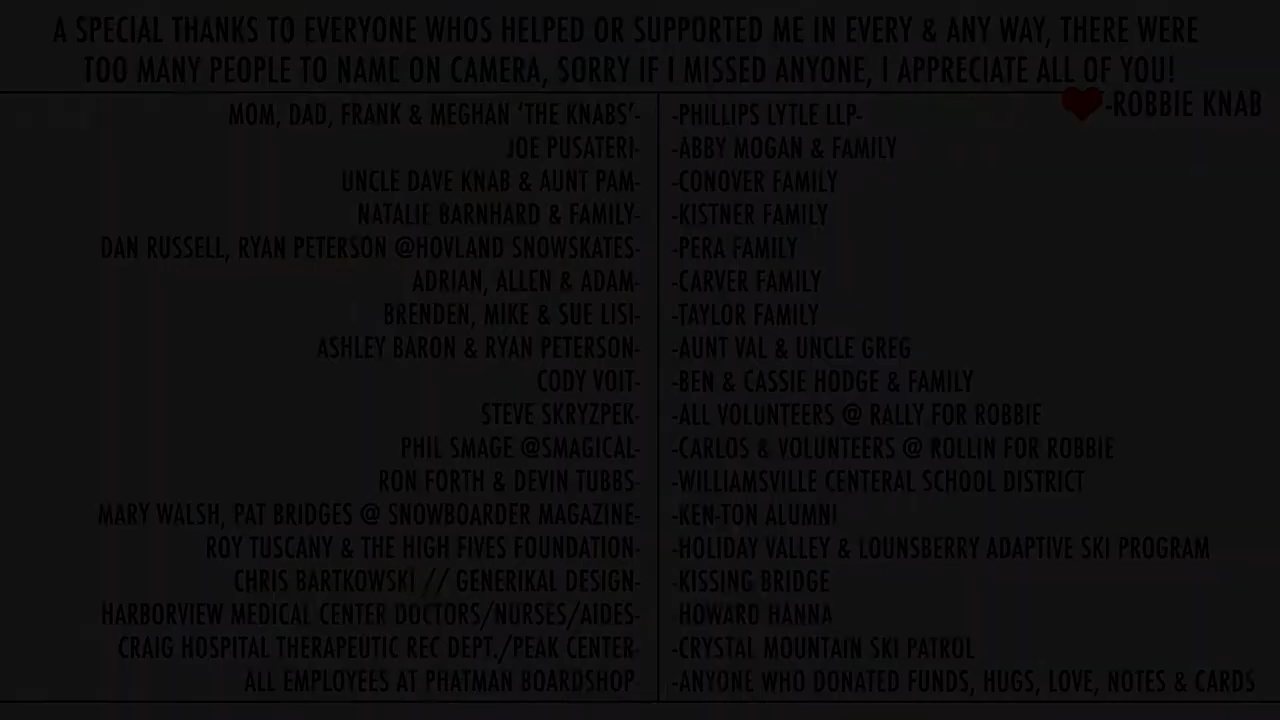 A SPECIAL THANKS TO EVERYONE WHOS HELPED OR SUPPORTED ME IN EVERY & ANY WAY, THERE WERE
TOO MANY PEOPLE TO NAME ON CAMERA, SORRY IF I MISSED ANYONE, I APPRECIATE ALL OF YOU!
-ROBBIE KNAB
MOM, DAD, FRANK & MEGHAN ‘THE KNABS’-
JOE PUSATERI-
UNCLE DAVE KNAB & AUNT PAM-
NATALIE BARNHARD & FAMILY-
DAN RUSSELL, RYAN PETERSON @HOVLAND SNOWSKATES-
ADRIAN, ALLEN & ADAM-
BRENDEN, MIKE & SUE LISI-
ASHLEY BARON & RYAN PETERSON-
CODY VOIT-
STEVE SKRYZPEK-
PHIL SMAGE @SMAGICAL-
RON FORTH & DEVIN TUBBS-
MARY WALSH, PAT BRIDGES @ SNOWBOARDER MAGAZINE-
ROY TUSCANY & THE HIGH FIVES FOUNDATION-
CHRIS BARTKOWSKI // GENERIKAL DESIGN-
HARBORVIEW MEDICAL CENTER DOCTORS/NURSES/AIDES-
CRAIG HOSPITAL THERAPEUTIC REC DEPT./PEAK CENTER-
ALL EMPLOYEES AT PHATMAN BOARDSHOP-
-PHILLIPS LYTLE LLP-
-ABBY MOGAN & FAMILY
-CONOVER FAMILY
-KISTNER FAMILY
-PERA FAMILY
-CARVER FAMILY
-TAYLOR FAMILY
-AUNT VAL & UNCLE GREG
-BEN & CASSIE HODGE & FAMILY
-ALL VOLUNTEERS @ RALLY FOR ROBBIE
-CARLOS & VOLUNTEERS @ ROLLIN FOR ROBBIE
-WILLIAMSVILLE CENTERAL SCHOOL DISTRICT
-KEN-TON ALUMNI
-HOLIDAY VALLEY & LOUNSBERRY ADAPTIVE SKI PROGRAM
-KISSING BRIDGE
-HOWARD HANNA
-CRYSTAL MOUNTAIN SKI PATROL
-ANYONE WHO DONATED FUNDS, HUGS, LOVE, NOTES & CARDS